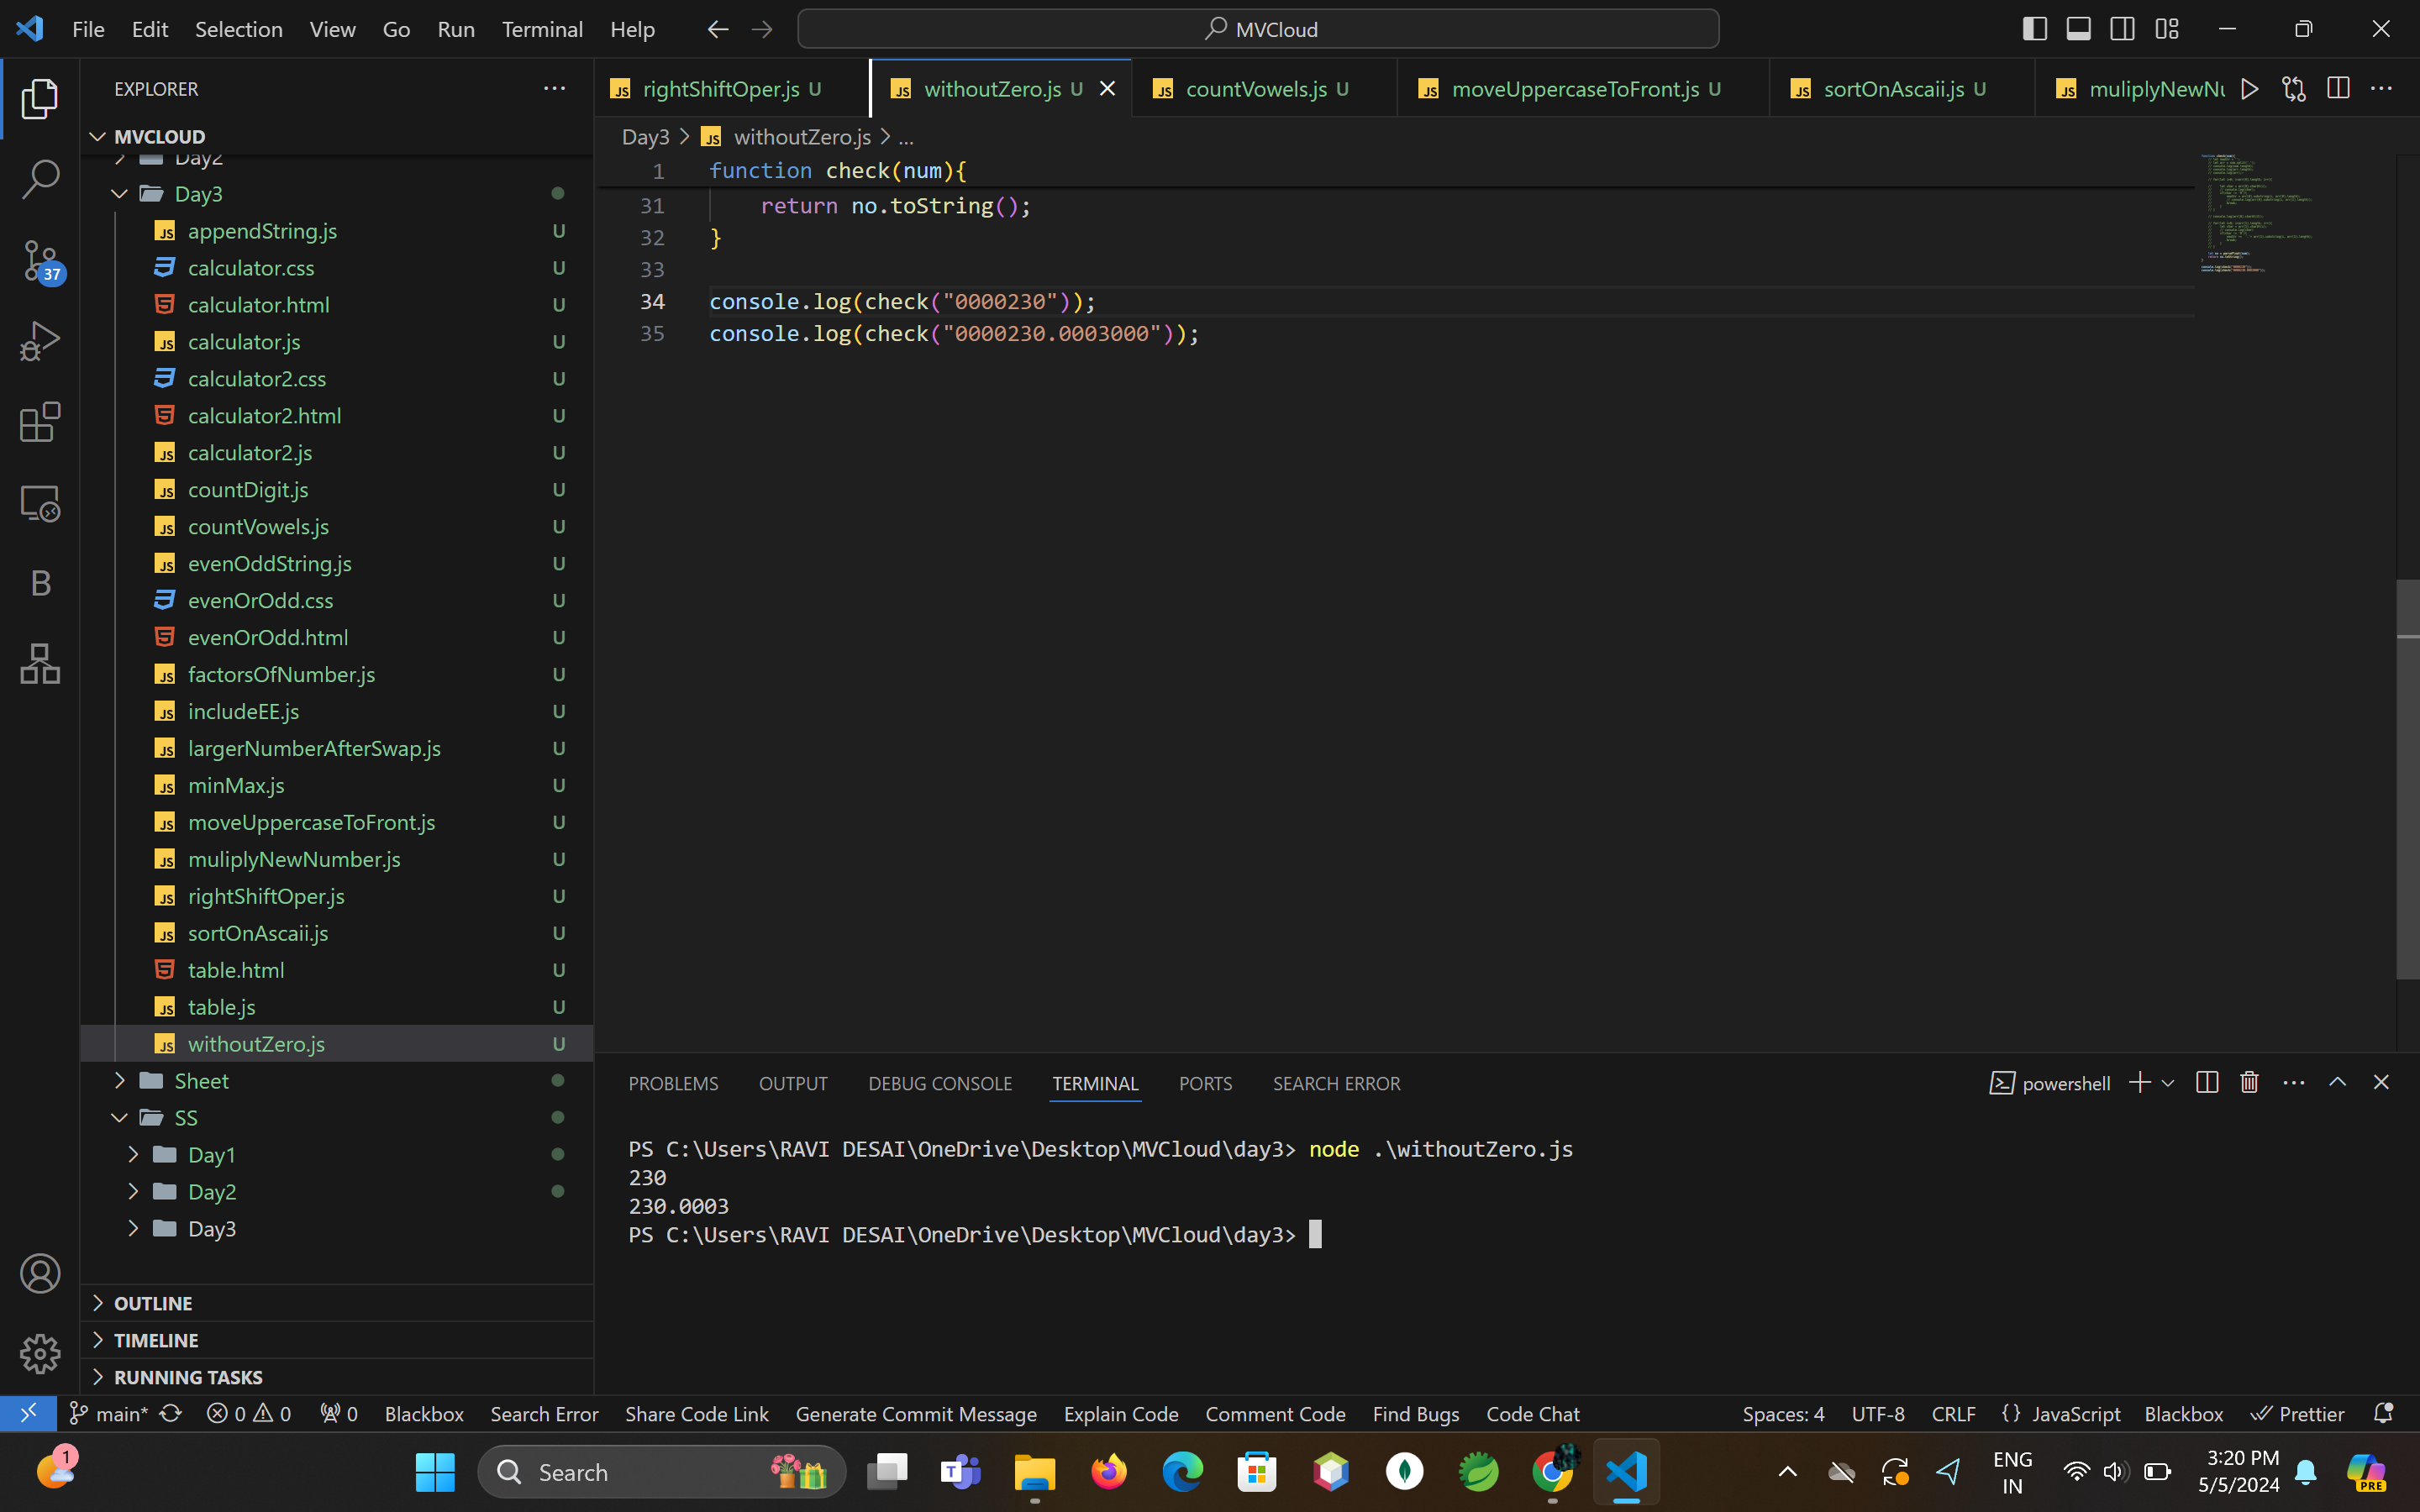 File Edit Selection View Go Run Terminal Help
MVCloud
EXPLORER
MVCLOUD
Day2
Day3
appendString.js U
calculator.css U
calculator.html U
calculator.js U
calculator2.css U
calculator2.html U
calculator2.js U
countDigit.js U
countVowels.js U
evenOddString.js U
evenOrOdd.css U
evenOrOdd.html U
factorsOfNumber.js U
includeEE.js U
largerNumberAfterSwap.js U
minMax.js U
moveUppercaseToFront.js U
muliplyNewNumber.js U
rightShiftOper.js U
sortOnAscaii.js U
table.html U
table.js U
withoutZero.js U
Sheet
SS
Day1
Day2
Day3
OUTLINE
TIMELINE
RUNNING TASKS
37
B
rightShiftOper.js U withoutZero.js U countVowels.js U moveUppercaseToFront.js U sortOnAscaii.js U muliplyNewNu
Day3 > withoutZero.js > ...
1 function check(num){
31 return no.toString();
32 }
33
34 console.log(check("0000230"));
35 console.log(check("0000230.0003000"));
PROBLEMS OUTPUT DEBUG CONSOLE TERMINAL PORTS SEARCH ERROR
powershell
PS C:\Users\RAVI DESAI\OneDrive\Desktop\MVCloud\day3> node .\withoutZero.js
230
230.0003
PS C:\Users\RAVI DESAI\OneDrive\Desktop\MVCloud\day3>
main* 0 0 0 Blackbox Search Error Share Code Link Generate Commit Message Explain Code Comment Code Find Bugs Code Chat
Spaces: 4 UTF-8 CRLF {} JavaScript Blackbox Prettier
1
Search
ENG
IN
3:20 PM
5/5/2024
PRE